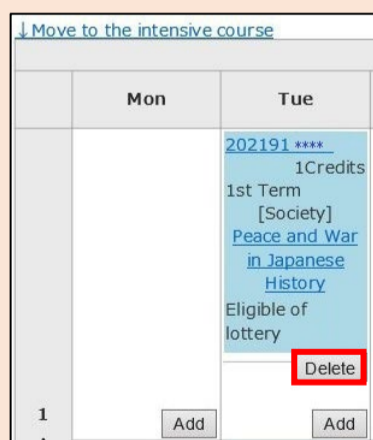 ↓Move to the intensive course
Mon Tue
202191 ****
1Credits
1st Term
[Society]
Peace and War
in Japanese
History
Eligible of
lottery
Delete
1 Add Add